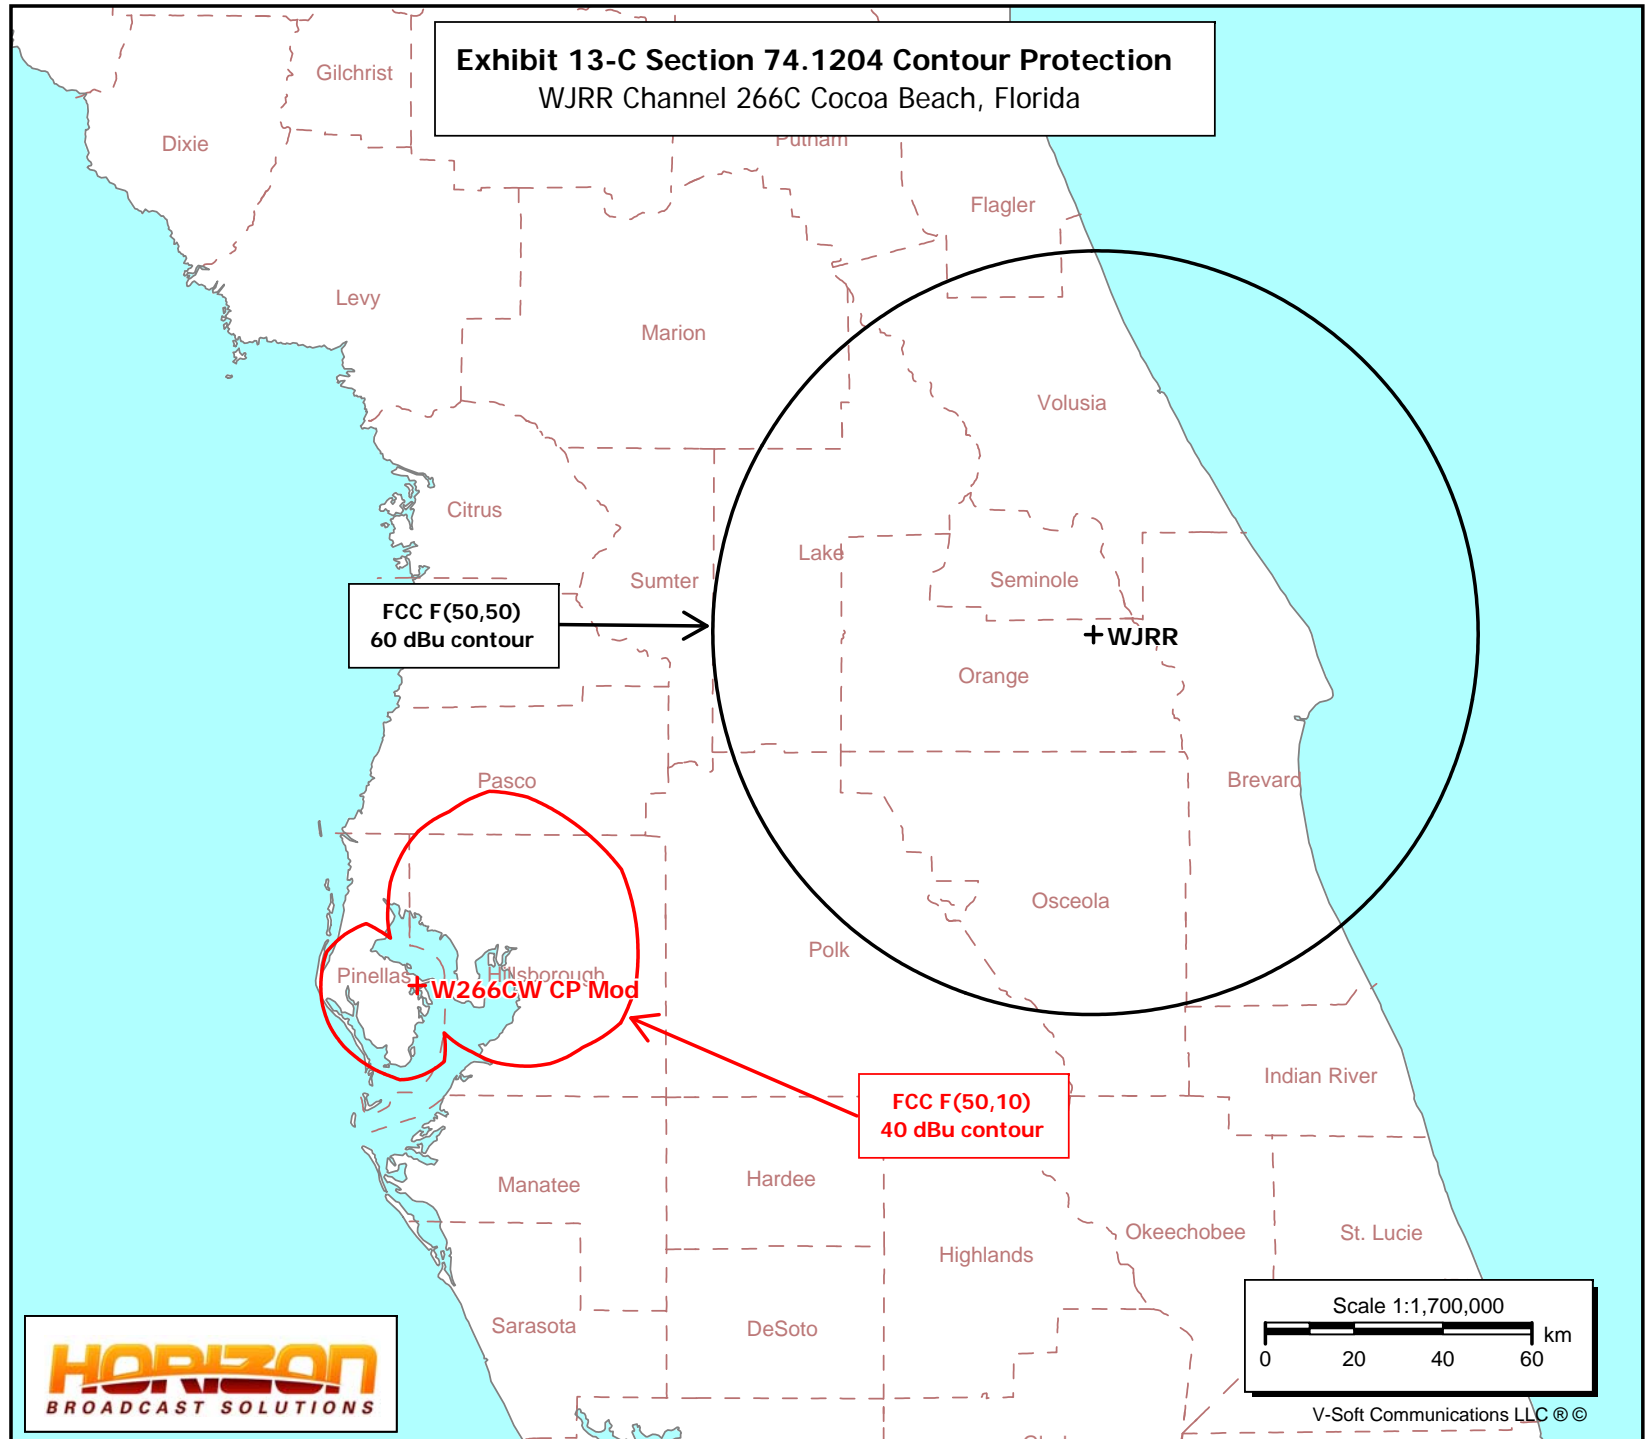 Exhibit 13-C Section 74.1204 Contour Protection
WJRR Channel 266C Cocoa Beach, Florida
Gilchrist
Dixie
Putnam
Flagler
Levy
Marion
Volusia
Citrus
Lake
Sumter
Seminole
FCC F(50,50)
60 dBu contour
WJRR
Orange
Pasco
Brevard
Osceola
Polk
Pinellas
Hillsborough
W266CW CP Mod
Indian River
FCC F(50,10)
40 dBu contour
Manatee
Hardee
Okeechobee
St. Lucie
Highlands
Sarasota
DeSoto
Scale 1:1,700,000
km
0 20 40 60
HORIZON
BROADCAST SOLUTIONS
V-Soft Communications LLC ® ©